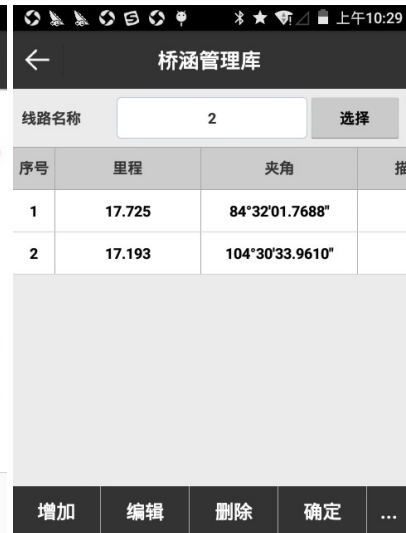 上午10:29
桥涵管理库
线路名称 2 选择
序号 里程 夹角 描
1 17.725 84°32'01.7688"
2 17.193 104°30'33.9610"
增加 编辑 删除 确定 ...